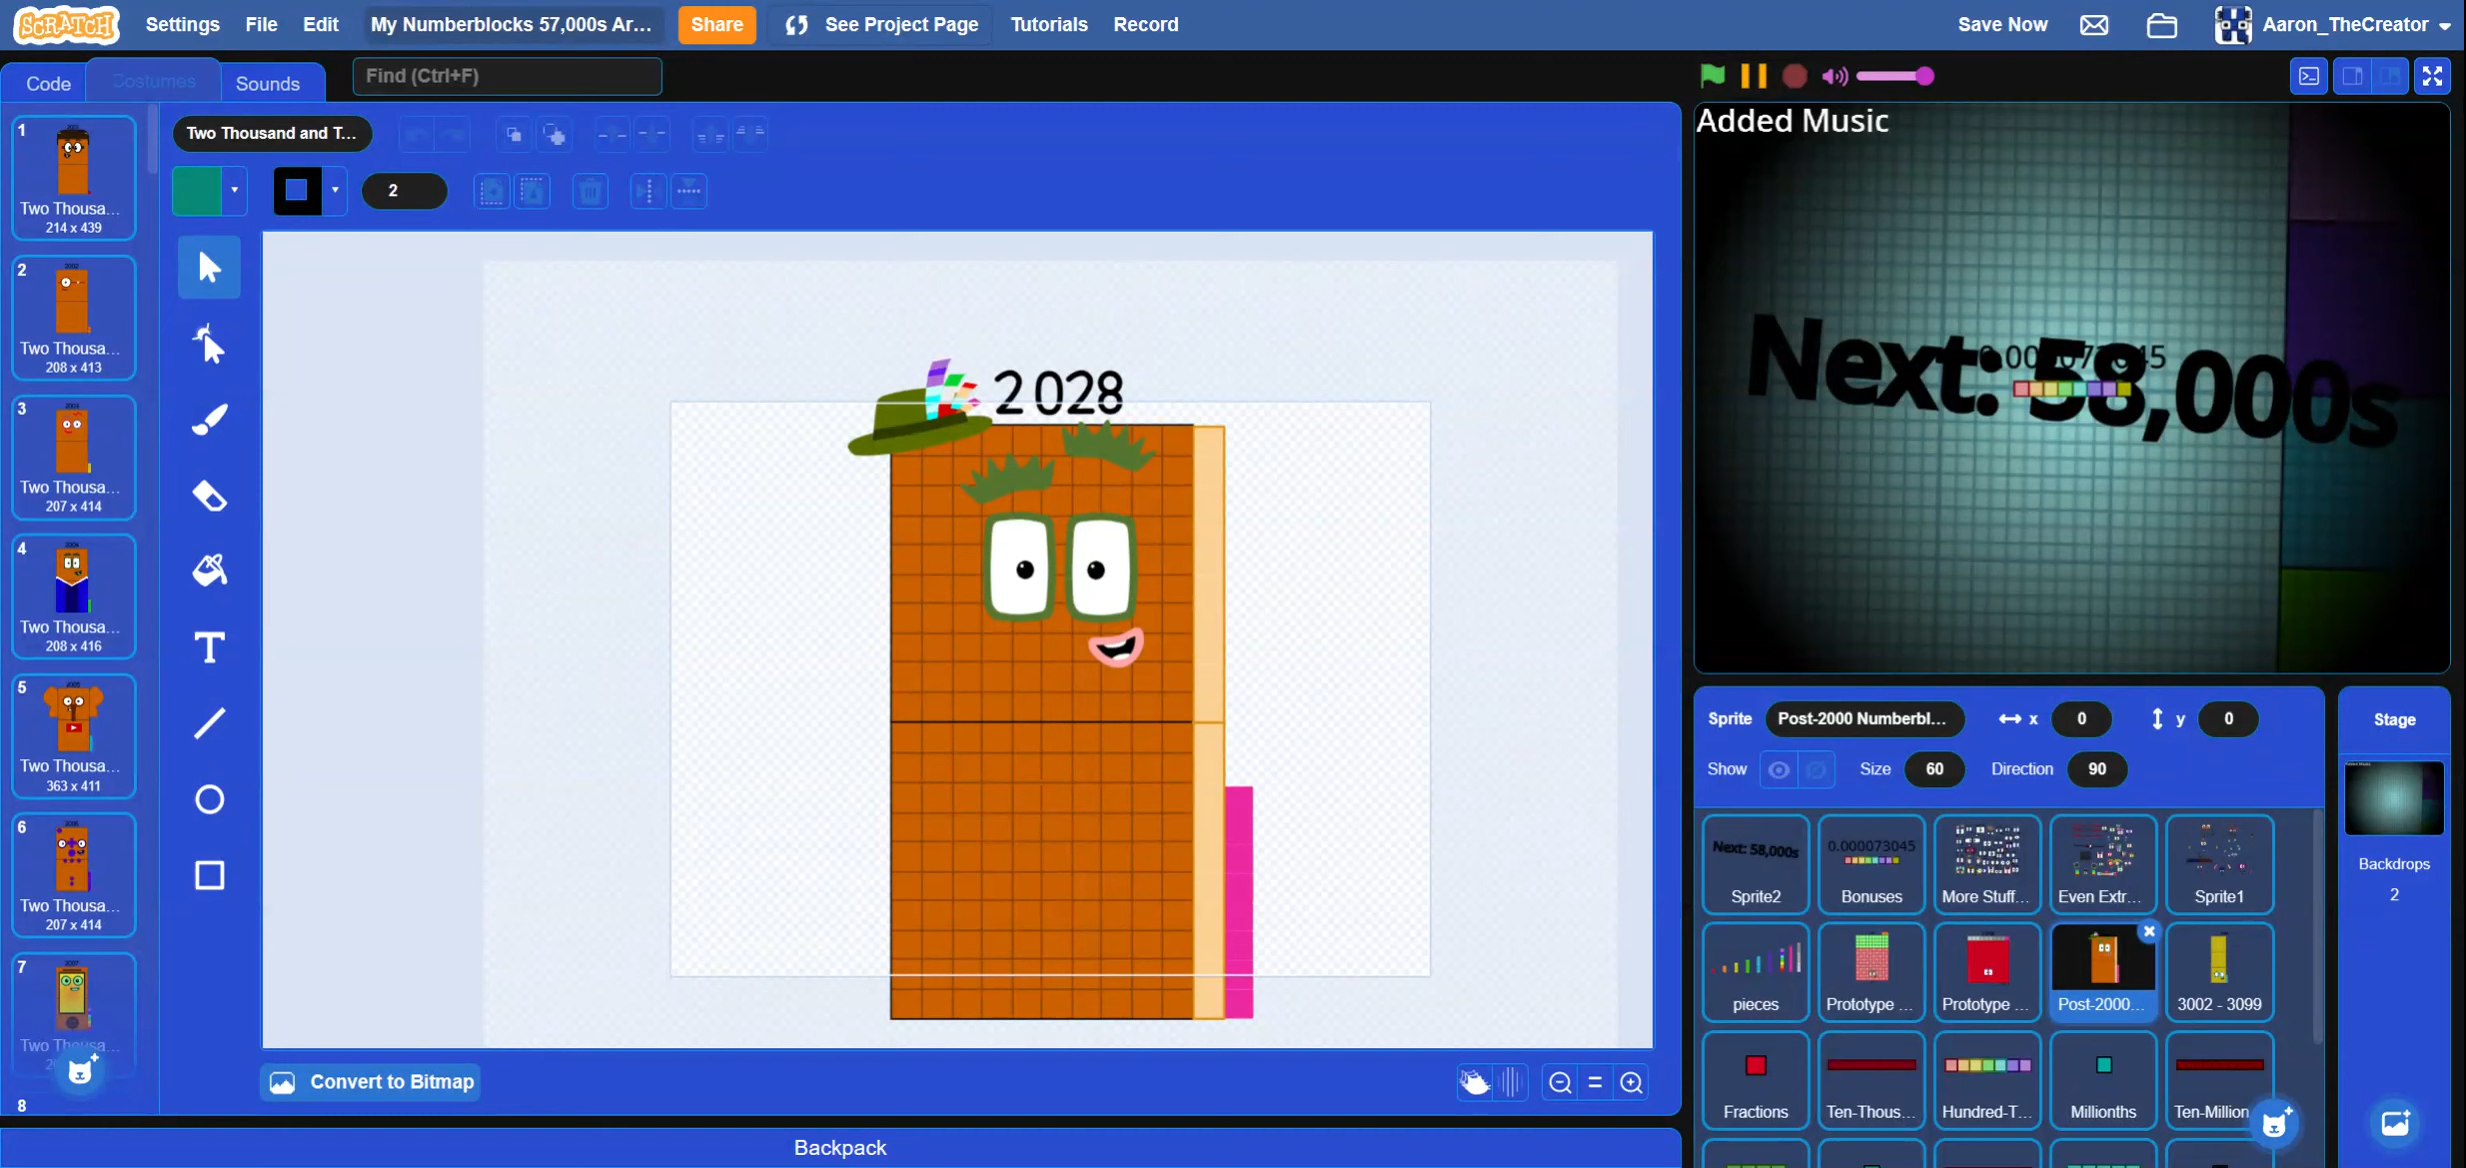 SCRATCH Settings File Edit My Numberblocks 57,000s Ar... Share See Project Page Tutorials Record Save Now Aaron_TheCreator
Code Costumes Sounds Find (Ctrl+F)
1
Two Thousa...
214 x 439
2
Two Thousa...
208 x 413
3
Two Thousa...
207 x 414
4
Two Thousa...
208 x 416
5
Two Thousa...
363 x 411
6
Two Thousa...
207 x 414
7
Two Thousa...
8
Two Thousand and T...
2
T
2028
Convert to Bitmap
Backpack
Added Music
Next: 58,000s
Sprite Post-2000 Numberbl... x 0 y 0
Show Size 60 Direction 90
Next: 58,000s
Sprite2
0.000073045
Bonuses
More Stuff...
Even Extr...
Sprite1
pieces
Prototype ...
Prototype ...
Post-2000...
3002 - 3099
Fractions
Ten-Thous...
Hundred-T...
Millionths
Ten-Million
Stage
Backdrops
2